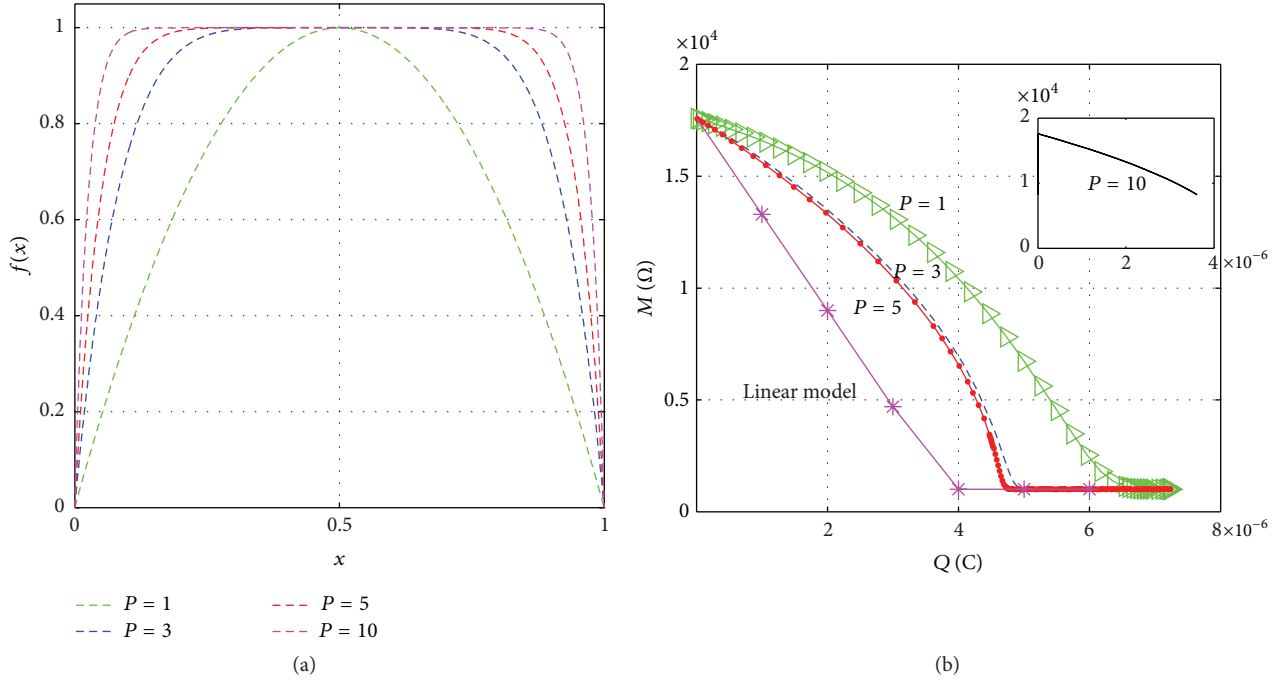 1
0.8
0.6
0.4
0.2
0
f(x)
0
0.5
1
x
P = 1
P = 3
P = 5
P = 10
(a)
×10⁴
2
1.5
1
0.5
0
M (Ω)
2
4
6
8×10⁻⁶
Q (C)
P = 1
P = 3
P = 5
Linear model
×10⁴
2
1
0
P = 10
0
2
4×10⁻⁶
(b)